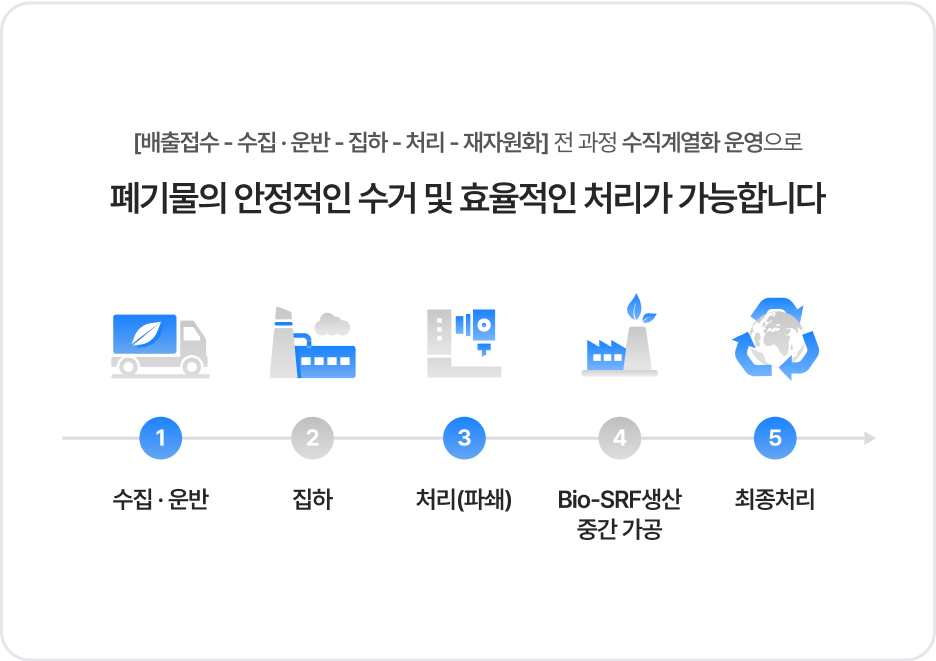 [배출접수 - 수집 · 운반 - 집하 - 처리 - 재자원화] 전 과정 수직계열화 운영으로
폐기물의 안정적인 수거 및 효율적인 처리가 가능합니다
1
2
3
4
5
수집 · 운반
집하
처리(파쇄)
Bio-SRF생산
중간 가공
최종처리